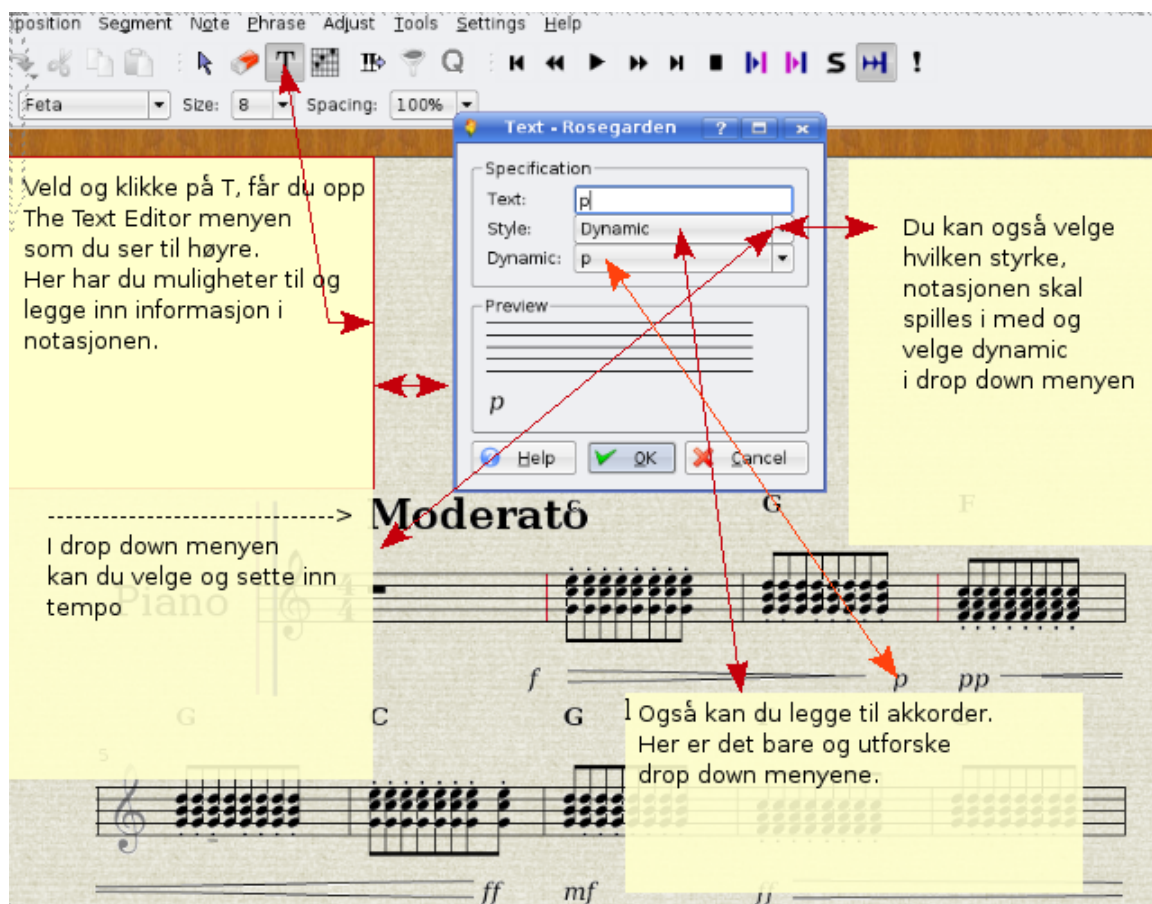 position Segment Note Phrase Adjust Tools Settings Help
T Q S !
Feta Size: 8 Spacing: 100%
Text - Rosegarden ?
Specification
Text: p
Style: Dynamic
Dynamic: p
Preview
p
Help OK Cancel
Veld og klikke på T, får du opp
The Text Editor menyen
som du ser til høyre.
Her har du muligheter til og
legge inn informasjon i
notasjonen.
Du kan også velge
hvilken styrke,
notasjonen skal
spilles i med og
velge dynamic
i drop down menyen
------------------------------>
I drop down menyen
kan du velge og sette inn
tempo
Moderato G F
Piano 4 4
f p pp
G C G
5
Også kan du legge til akkorder.
Her er det bare og utforske
drop down menyene.
ff mf ff